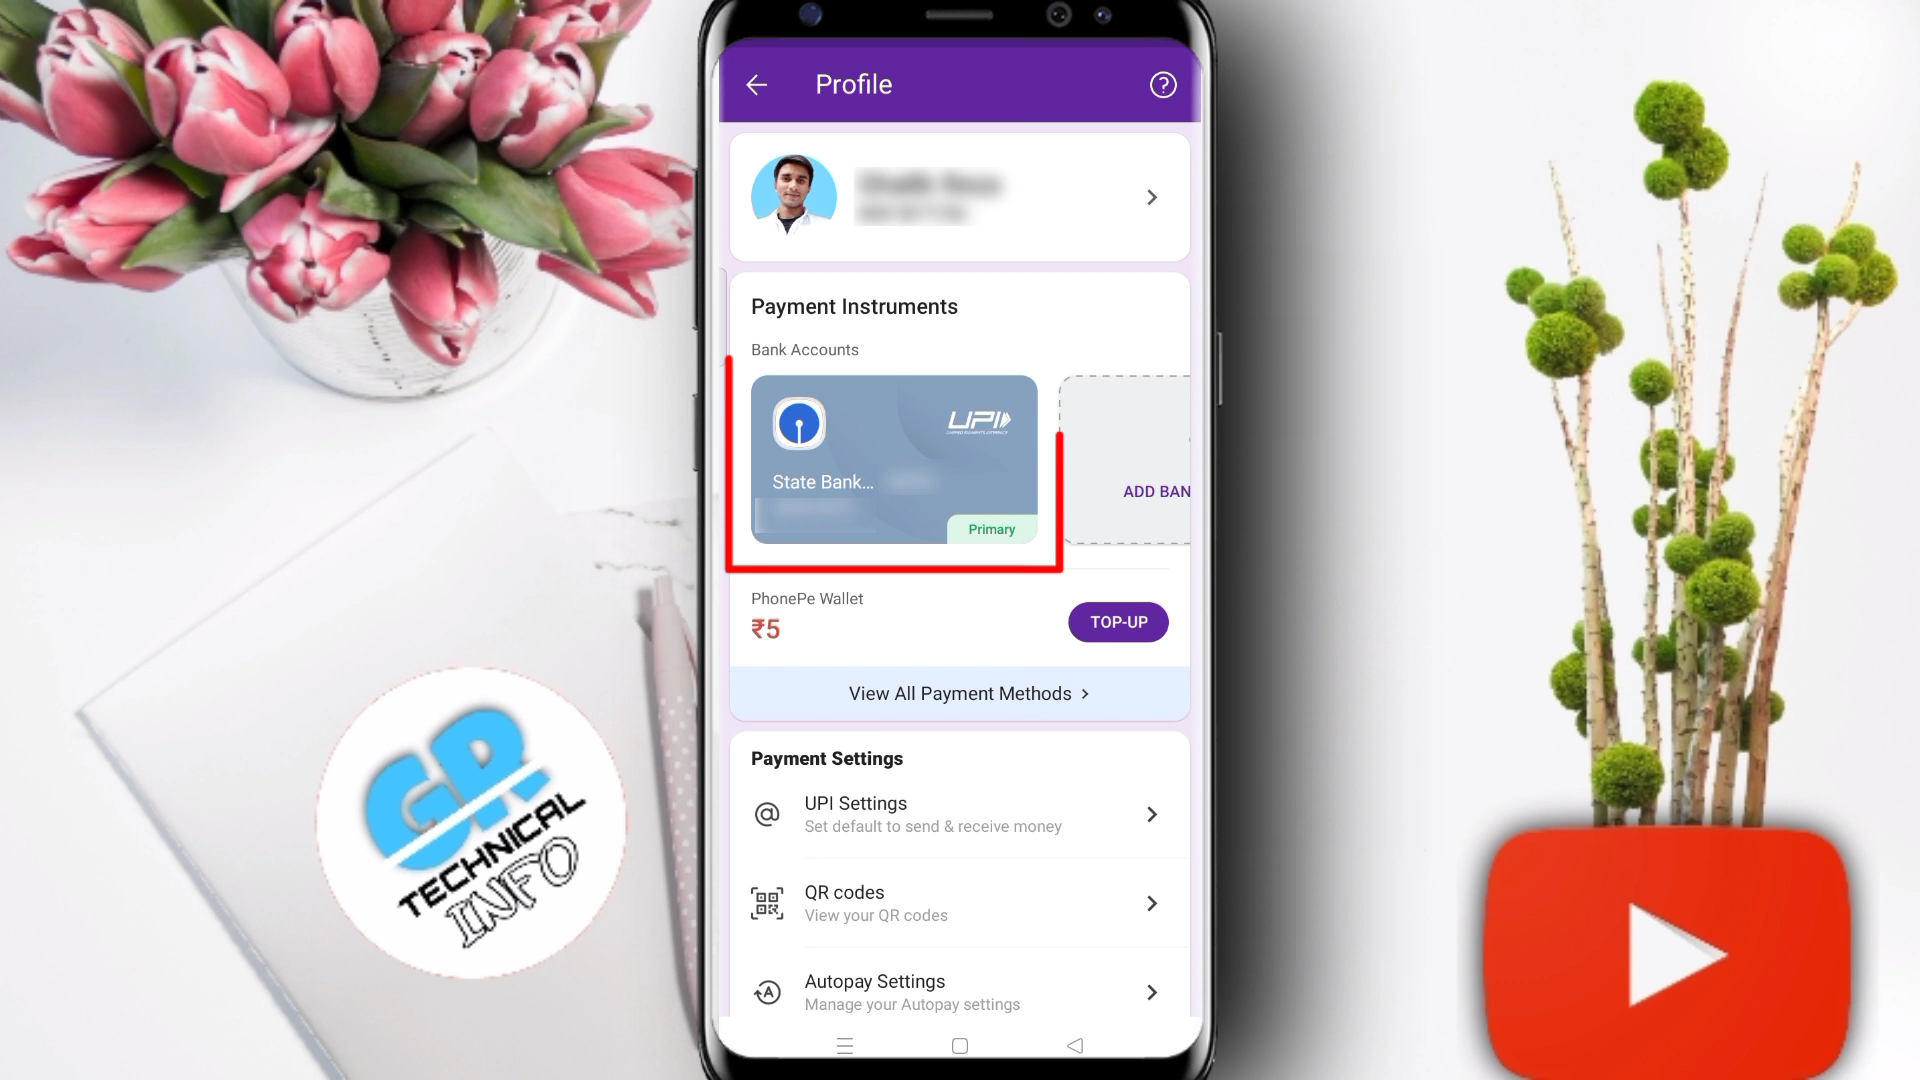 Profile
Payment Instruments
Bank Accounts
UPI
State Bank...
ADD BAN
Primary
PhonePe Wallet
₹5
TOP-UP
View All Payment Methods
Payment Settings
UPI Settings
Set default to send & receive money
QR codes
View your QR codes
Autopay Settings
Manage your Autopay settings
GR
TECHNICAL
INFO